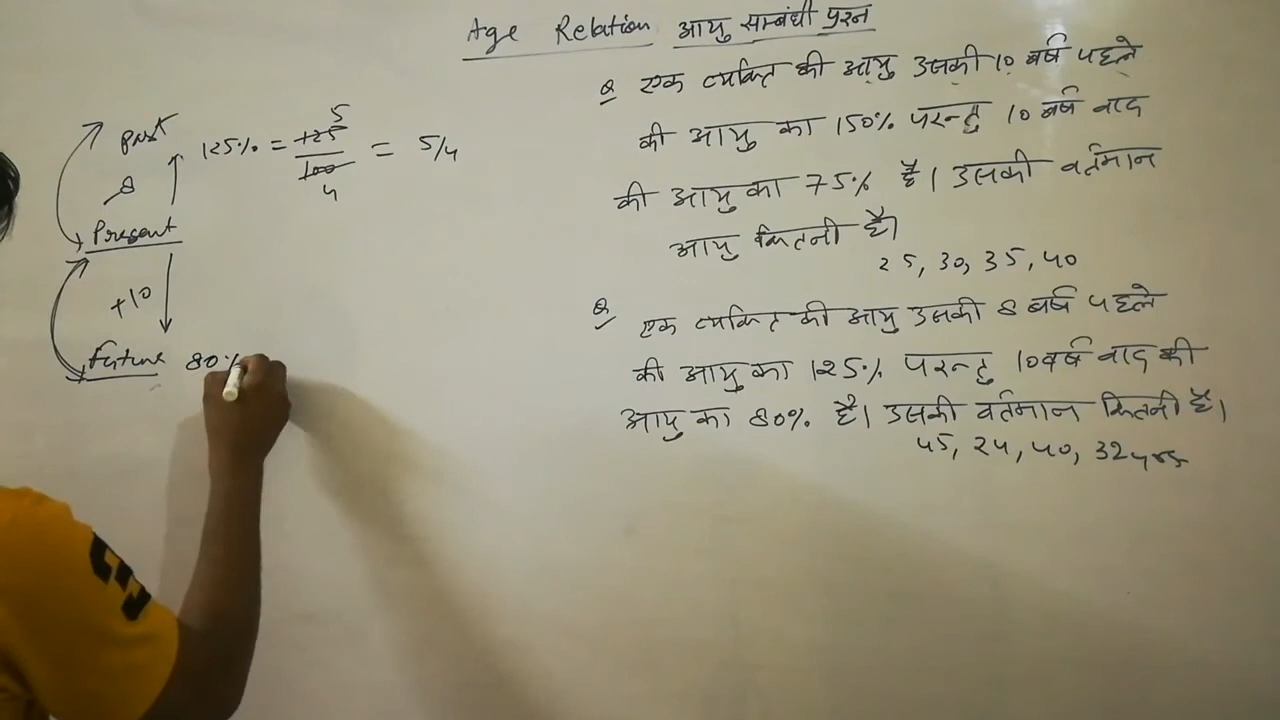 Age Relation आयु सम्बंधी प्रश्न
Q एक व्यक्ति की आयु उसकी 10 वर्ष पहले
की आयु का 150% परन्तु 10 वर्ष बाद
की आयु का 75% है। उसकी वर्तमान
आयु कितनी है।
25, 30, 35, 40
Q एक व्यक्ति की आयु उसकी 8 वर्ष पहले
की आयु का 125% परन्तु 10 वर्ष बाद की
आयु का 80% है। उसकी वर्तमान कितनी है।
45, 24, 40, 32 yrs
past 125% = 125/100 = 5/4
5
4
-8
Present
+10
Future 80%